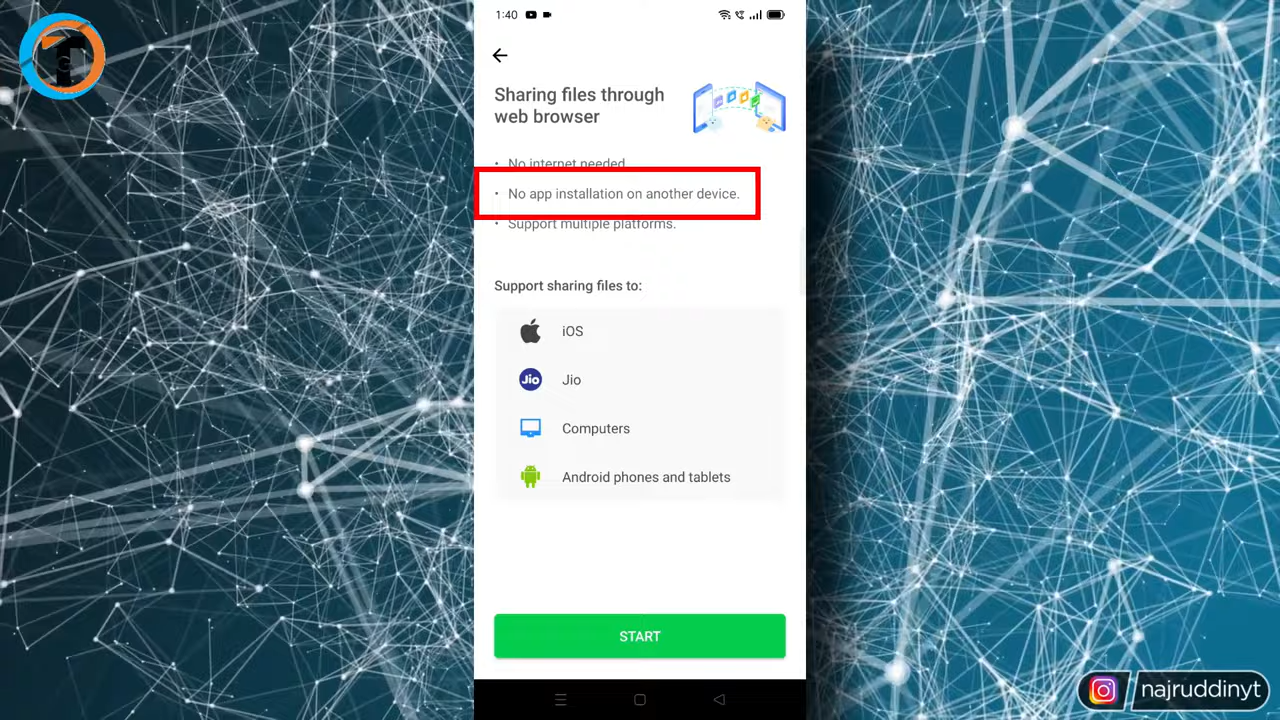 1:40
Sharing files through
web browser
• No internet needed
• No app installation on another device.
• Support multiple platforms.
Support sharing files to:
iOS
Jio
Jio
Computers
Android phones and tablets
START
najruddinyt